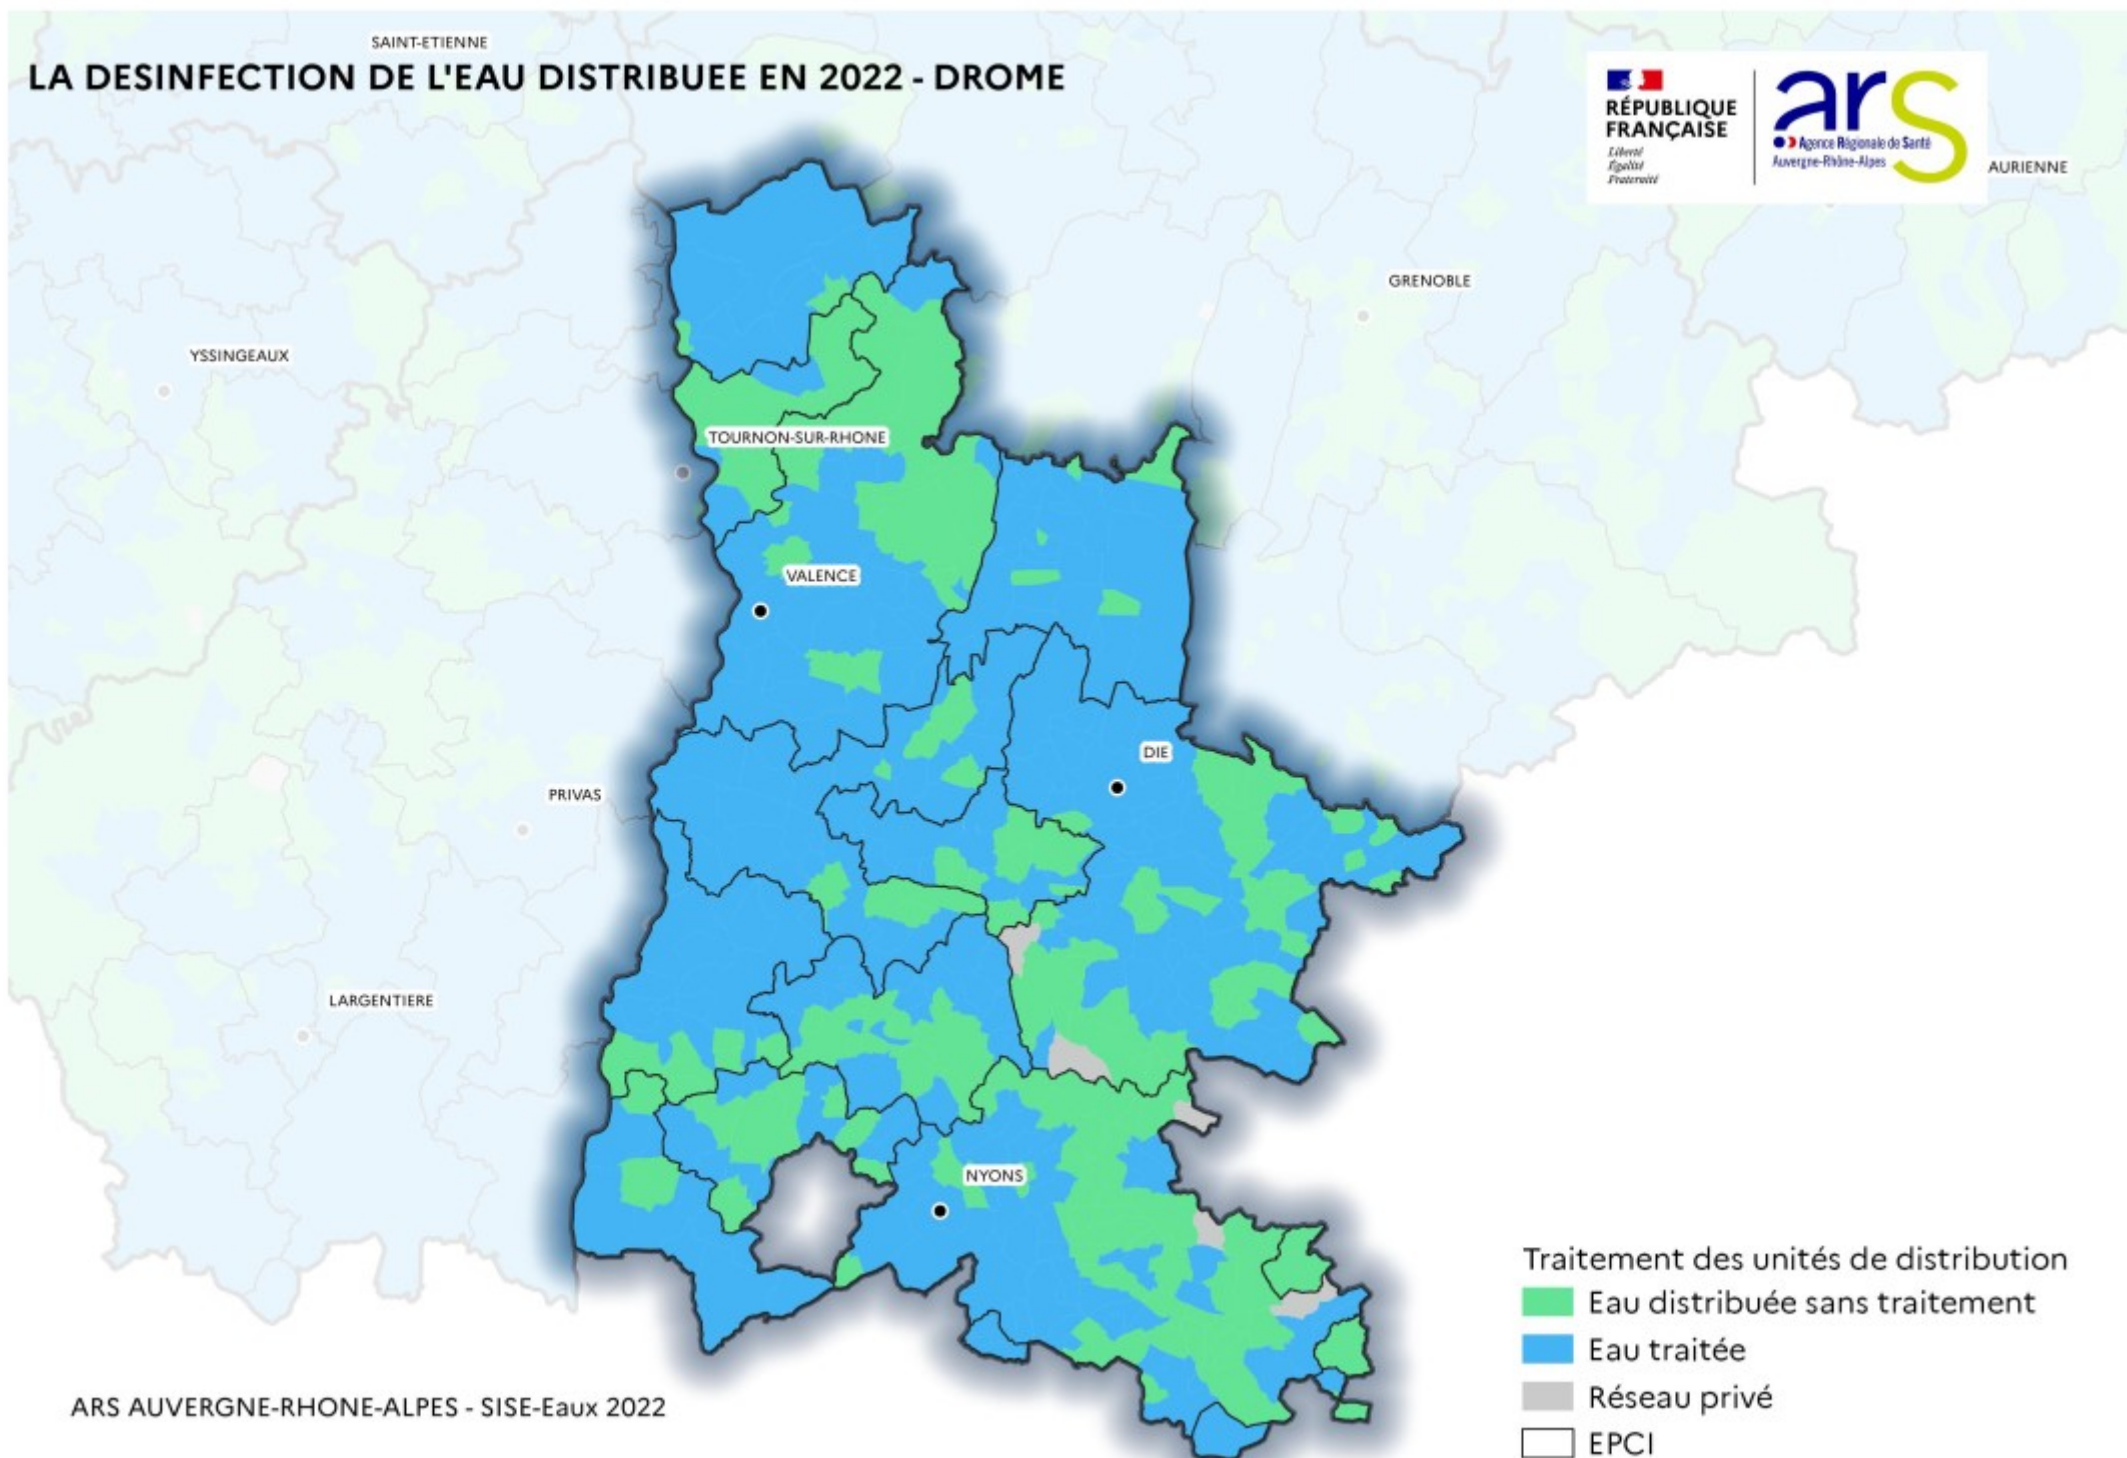 SAINT-ETIENNE
LA DESINFECTION DE L'EAU DISTRIBUEE EN 2022 - DROME
RÉPUBLIQUE
FRANÇAISE
Liberté
Égalité
Fraternité
ars
Agence Régionale de Santé
Auvergne-Rhône-Alpes
AURIENNE
GRENOBLE
YSSINGEAUX
TOURNON-SUR-RHONE
VALENCE
DIE
PRIVAS
LARGENTIERE
NYONS
Traitement des unités de distribution
Eau distribuée sans traitement
Eau traitée
Réseau privé
EPCI
ARS AUVERGNE-RHONE-ALPES - SISE-Eaux 2022